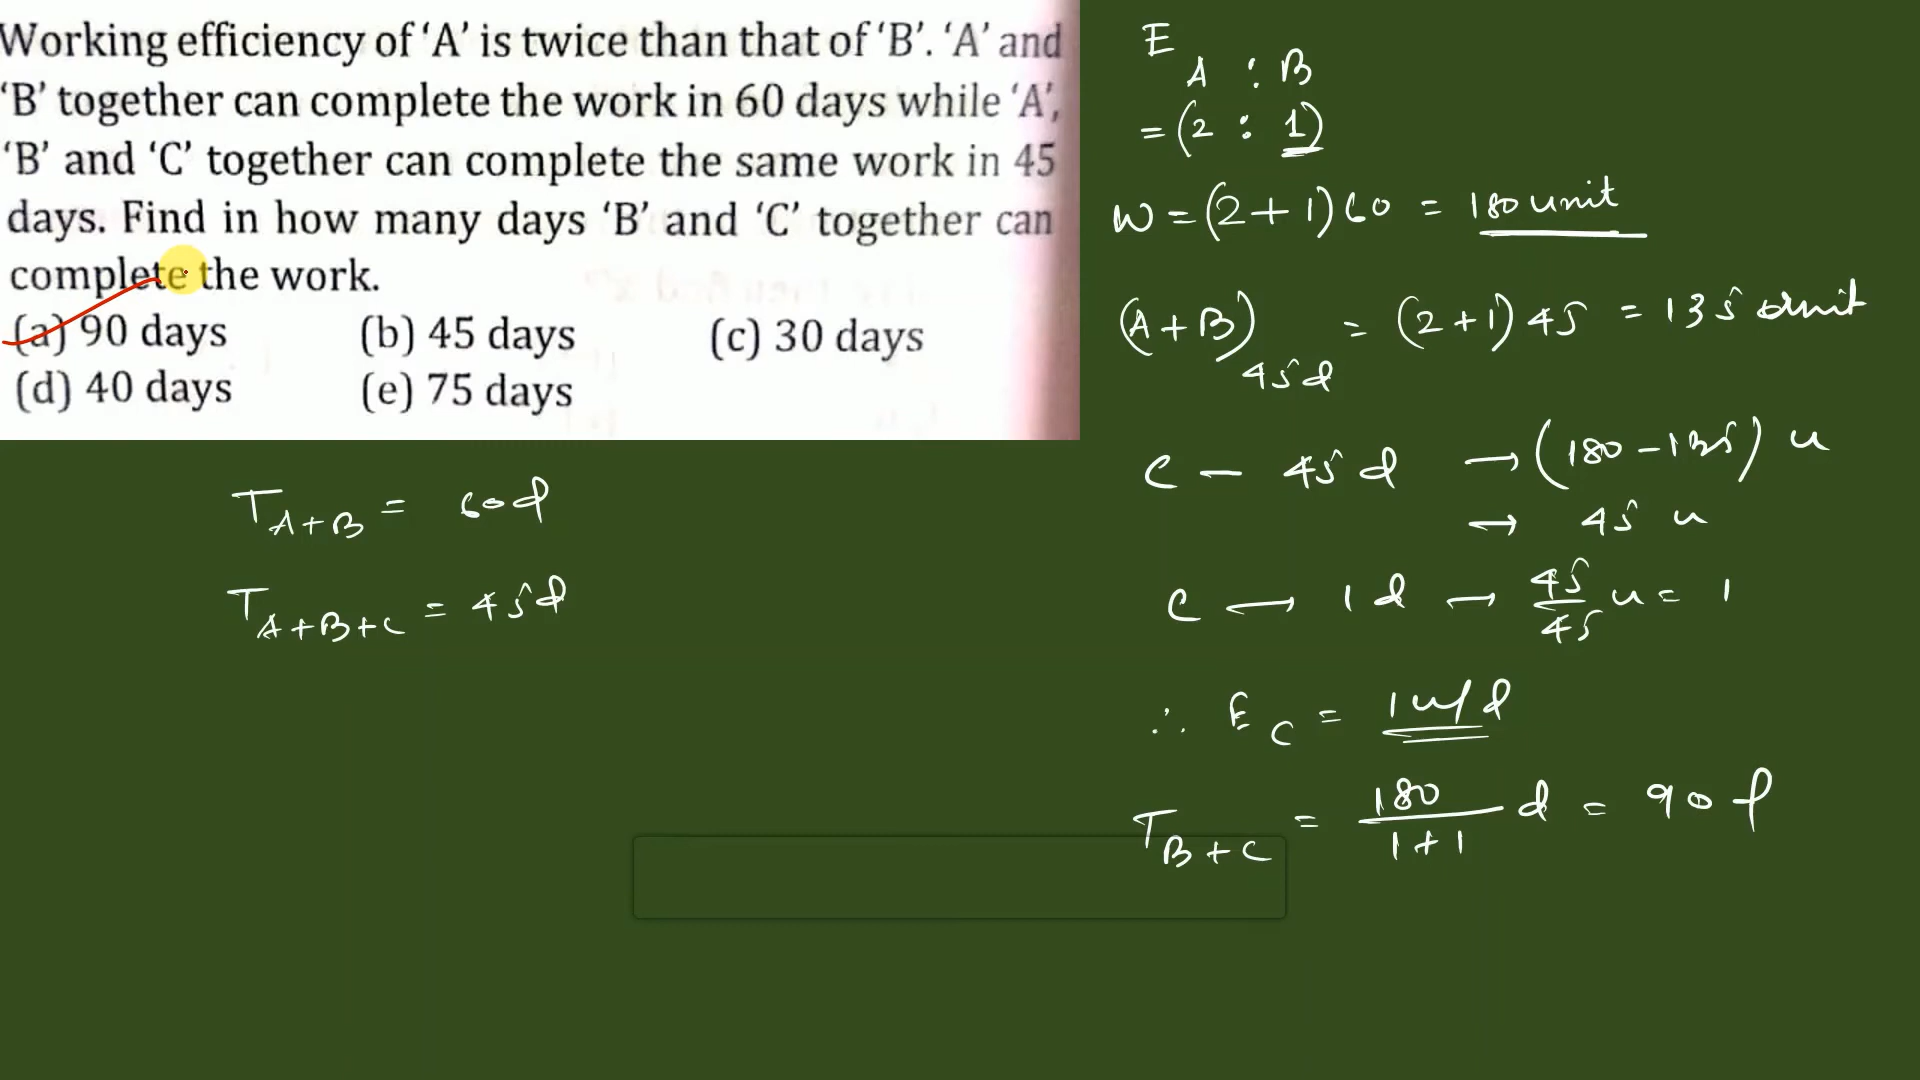 Working efficiency of ‘A’ is twice than that of ‘B’. ‘A’ and
‘B’ together can complete the work in 60 days while ‘A’,
‘B’ and ‘C’ together can complete the same work in 45
days. Find in how many days ‘B’ and ‘C’ together can
complete the work.
(a) 90 days (b) 45 days (c) 30 days
(d) 40 days (e) 75 days
T A+B = 60d
T A+B+C = 45d
E
A : B
= (2 : 1)
W = (2+1)60 = 180 unit
(A+B) 45d = (2+1)45 = 135 unit
C — 45 d → (180-135) u
→ 45 u
C → 1 d → 45/45 u = 1
∴ E C = 1u/d
T B+C = 180/1+1 d = 90 d